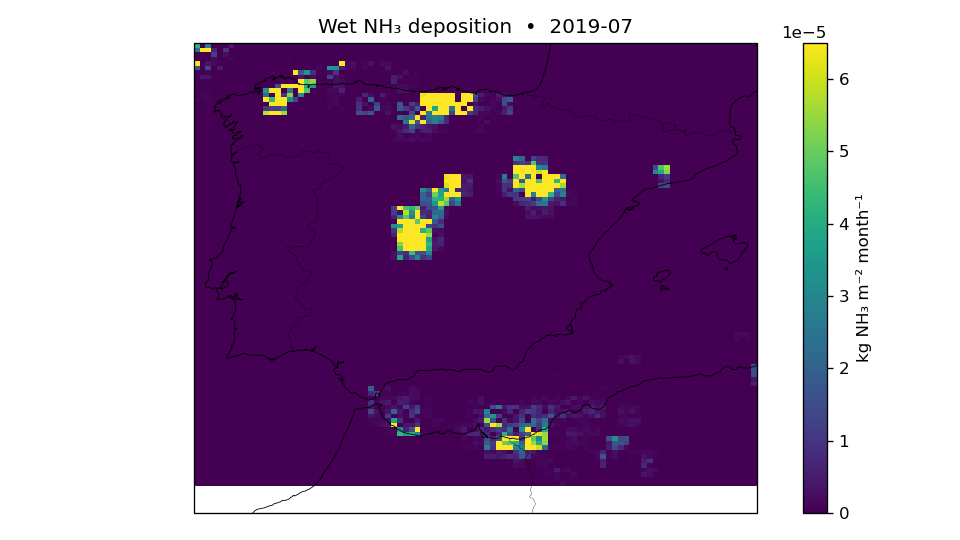 Wet NH₃ deposition • 2019-07
1e−5
6
5
4
3
2
1
0
kg NH₃ m⁻² month⁻¹